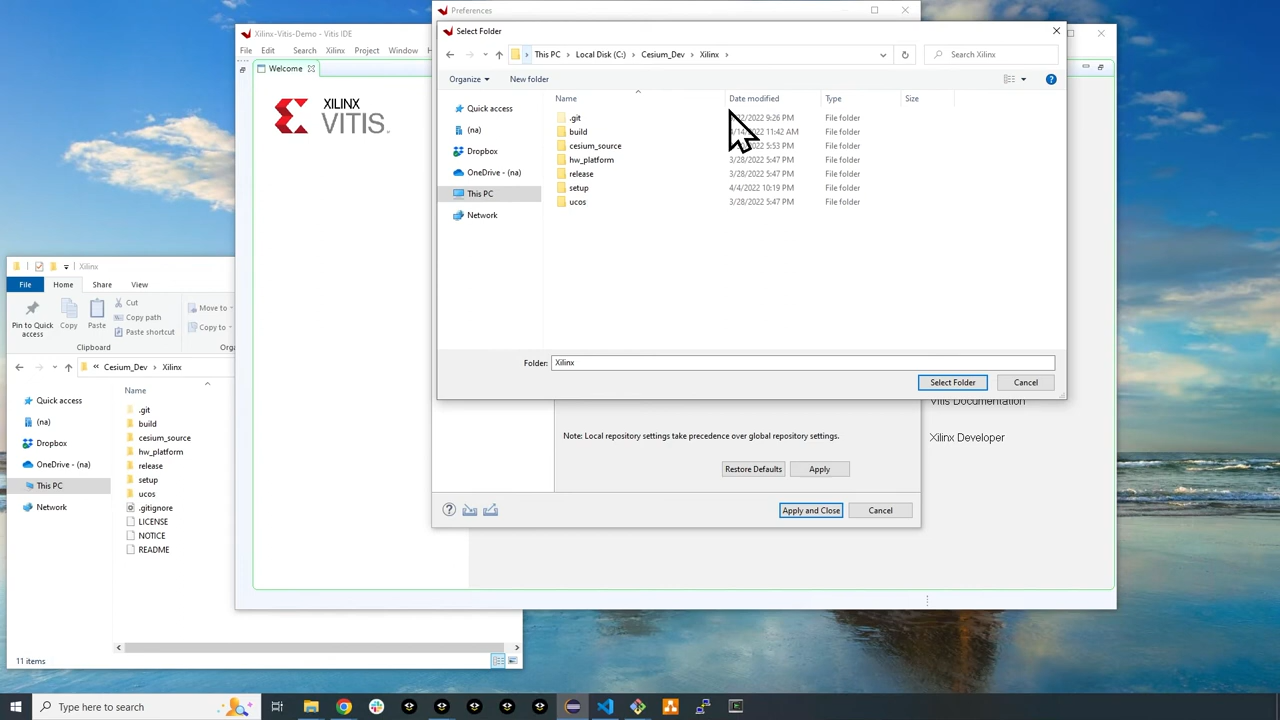 Preferences
Select Folder
Xilinx-Vitis-Demo - Vitis IDE
File Edit Search Xilinx Project Window
Welcome
XILINX
VITIS.
This PC > Local Disk (C:) > Cesium_Dev > Xilinx >
Search Xilinx
Organize
New folder
Name Date modified Type Size
Quick access
(na)
Dropbox
OneDrive - (na)
This PC
Network
.git 9:26 PM File folder
build 11:42 AM File folder
cesium_source 5:53 PM File folder
hw_platform 3/28/2022 5:47 PM File folder
release 3/28/2022 5:47 PM File folder
setup 4/4/2022 10:19 PM File folder
ucos 3/28/2022 5:47 PM File folder
Folder: Xilinx
Select Folder Cancel
Vitis Documentation
Xilinx Developer
Note: Local repository settings take precedence over global repository settings.
Restore Defaults Apply
Apply and Close Cancel
Xilinx
File Home Share View
Pin to Quick access
Copy
Paste
Cut
Copy path
Paste shortcut
Move to
Copy to
Clipboard
Cesium_Dev > Xilinx
Name
Quick access
(na)
Dropbox
OneDrive - (na)
This PC
Network
.git
build
cesium_source
hw_platform
release
setup
ucos
.gitignore
LICENSE
NOTICE
README
11 items
Type here to search